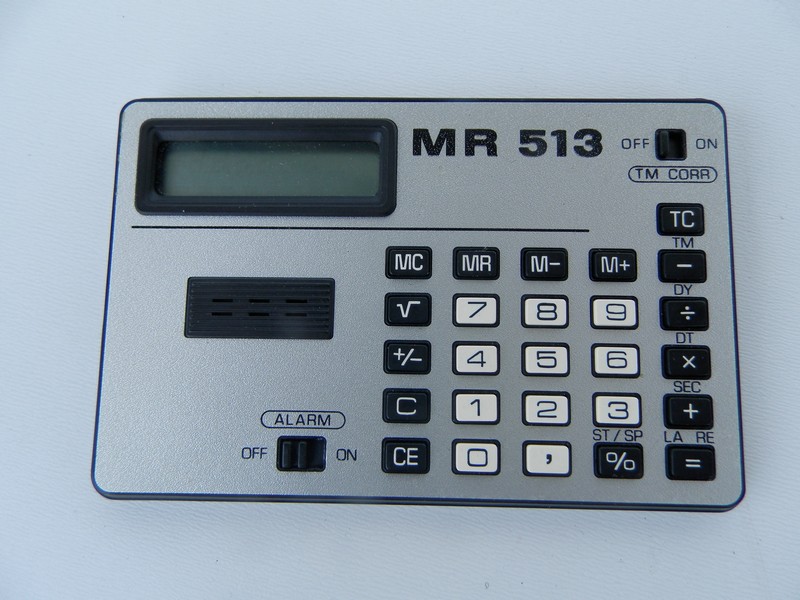 MR 513
OFF ON
TM CORR
TC
TM
MC MR M− M+ −
DY
√ 7 8 9 ÷
DT
+/− 4 5 6 ×
SEC
C 1 2 3 +
ALARM
ST/SP LA RE
OFF ON
CE 0 , % =